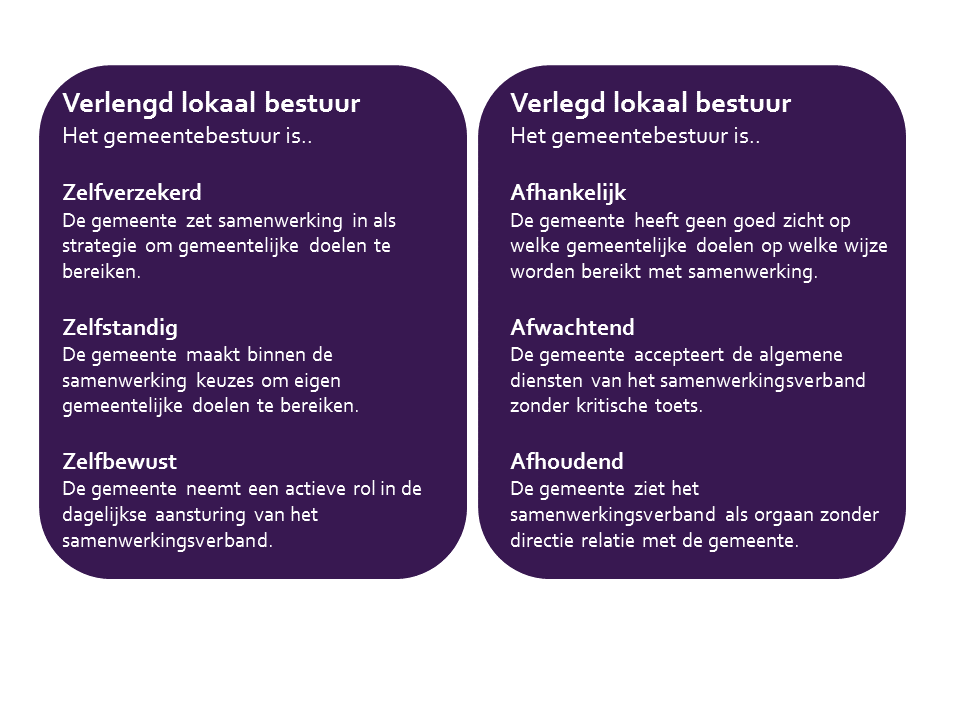 Verlengd lokaal bestuur
Het gemeentebestuur is..
Zelfverzekerd
De gemeente zet samenwerking in als
strategie om gemeentelijke doelen te
bereiken.
Zelfstandig
De gemeente maakt binnen de
samenwerking keuzes om eigen
gemeentelijke doelen te bereiken.
Zelfbewust
De gemeente neemt een actieve rol in de
dagelijkse aansturing van het
samenwerkingsverband.
Verlegd lokaal bestuur
Het gemeentebestuur is..
Afhankelijk
De gemeente heeft geen goed zicht op
welke gemeentelijke doelen op welke wijze
worden bereikt met samenwerking.
Afwachtend
De gemeente accepteert de algemene
diensten van het samenwerkingsverband
zonder kritische toets.
Afhoudend
De gemeente ziet het
samenwerkingsverband als orgaan zonder
directie relatie met de gemeente.